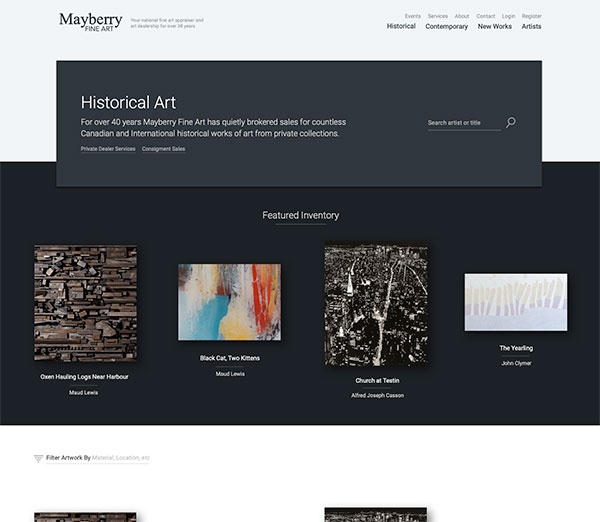 Mayberry
FINE ART
Your national fine art appraiser and
art dealership for over 38 years
Events Services About Contact Login Register
Historical Contemporary New Works Artists
Historical Art
For over 40 years Mayberry Fine Art has quietly brokered sales for countless
Canadian and International historical works of art from private collections.
Private Dealer Services Consigment Sales
Search artist or title
Featured Inventory
Oxen Hauling Logs Near Harbour
Maud Lewis
Black Cat, Two Kittens
Maud Lewis
Church at Testin
Alfred Joseph Casson
The Yearling
John Clymer
Filter Artwork By Material, Location, etc